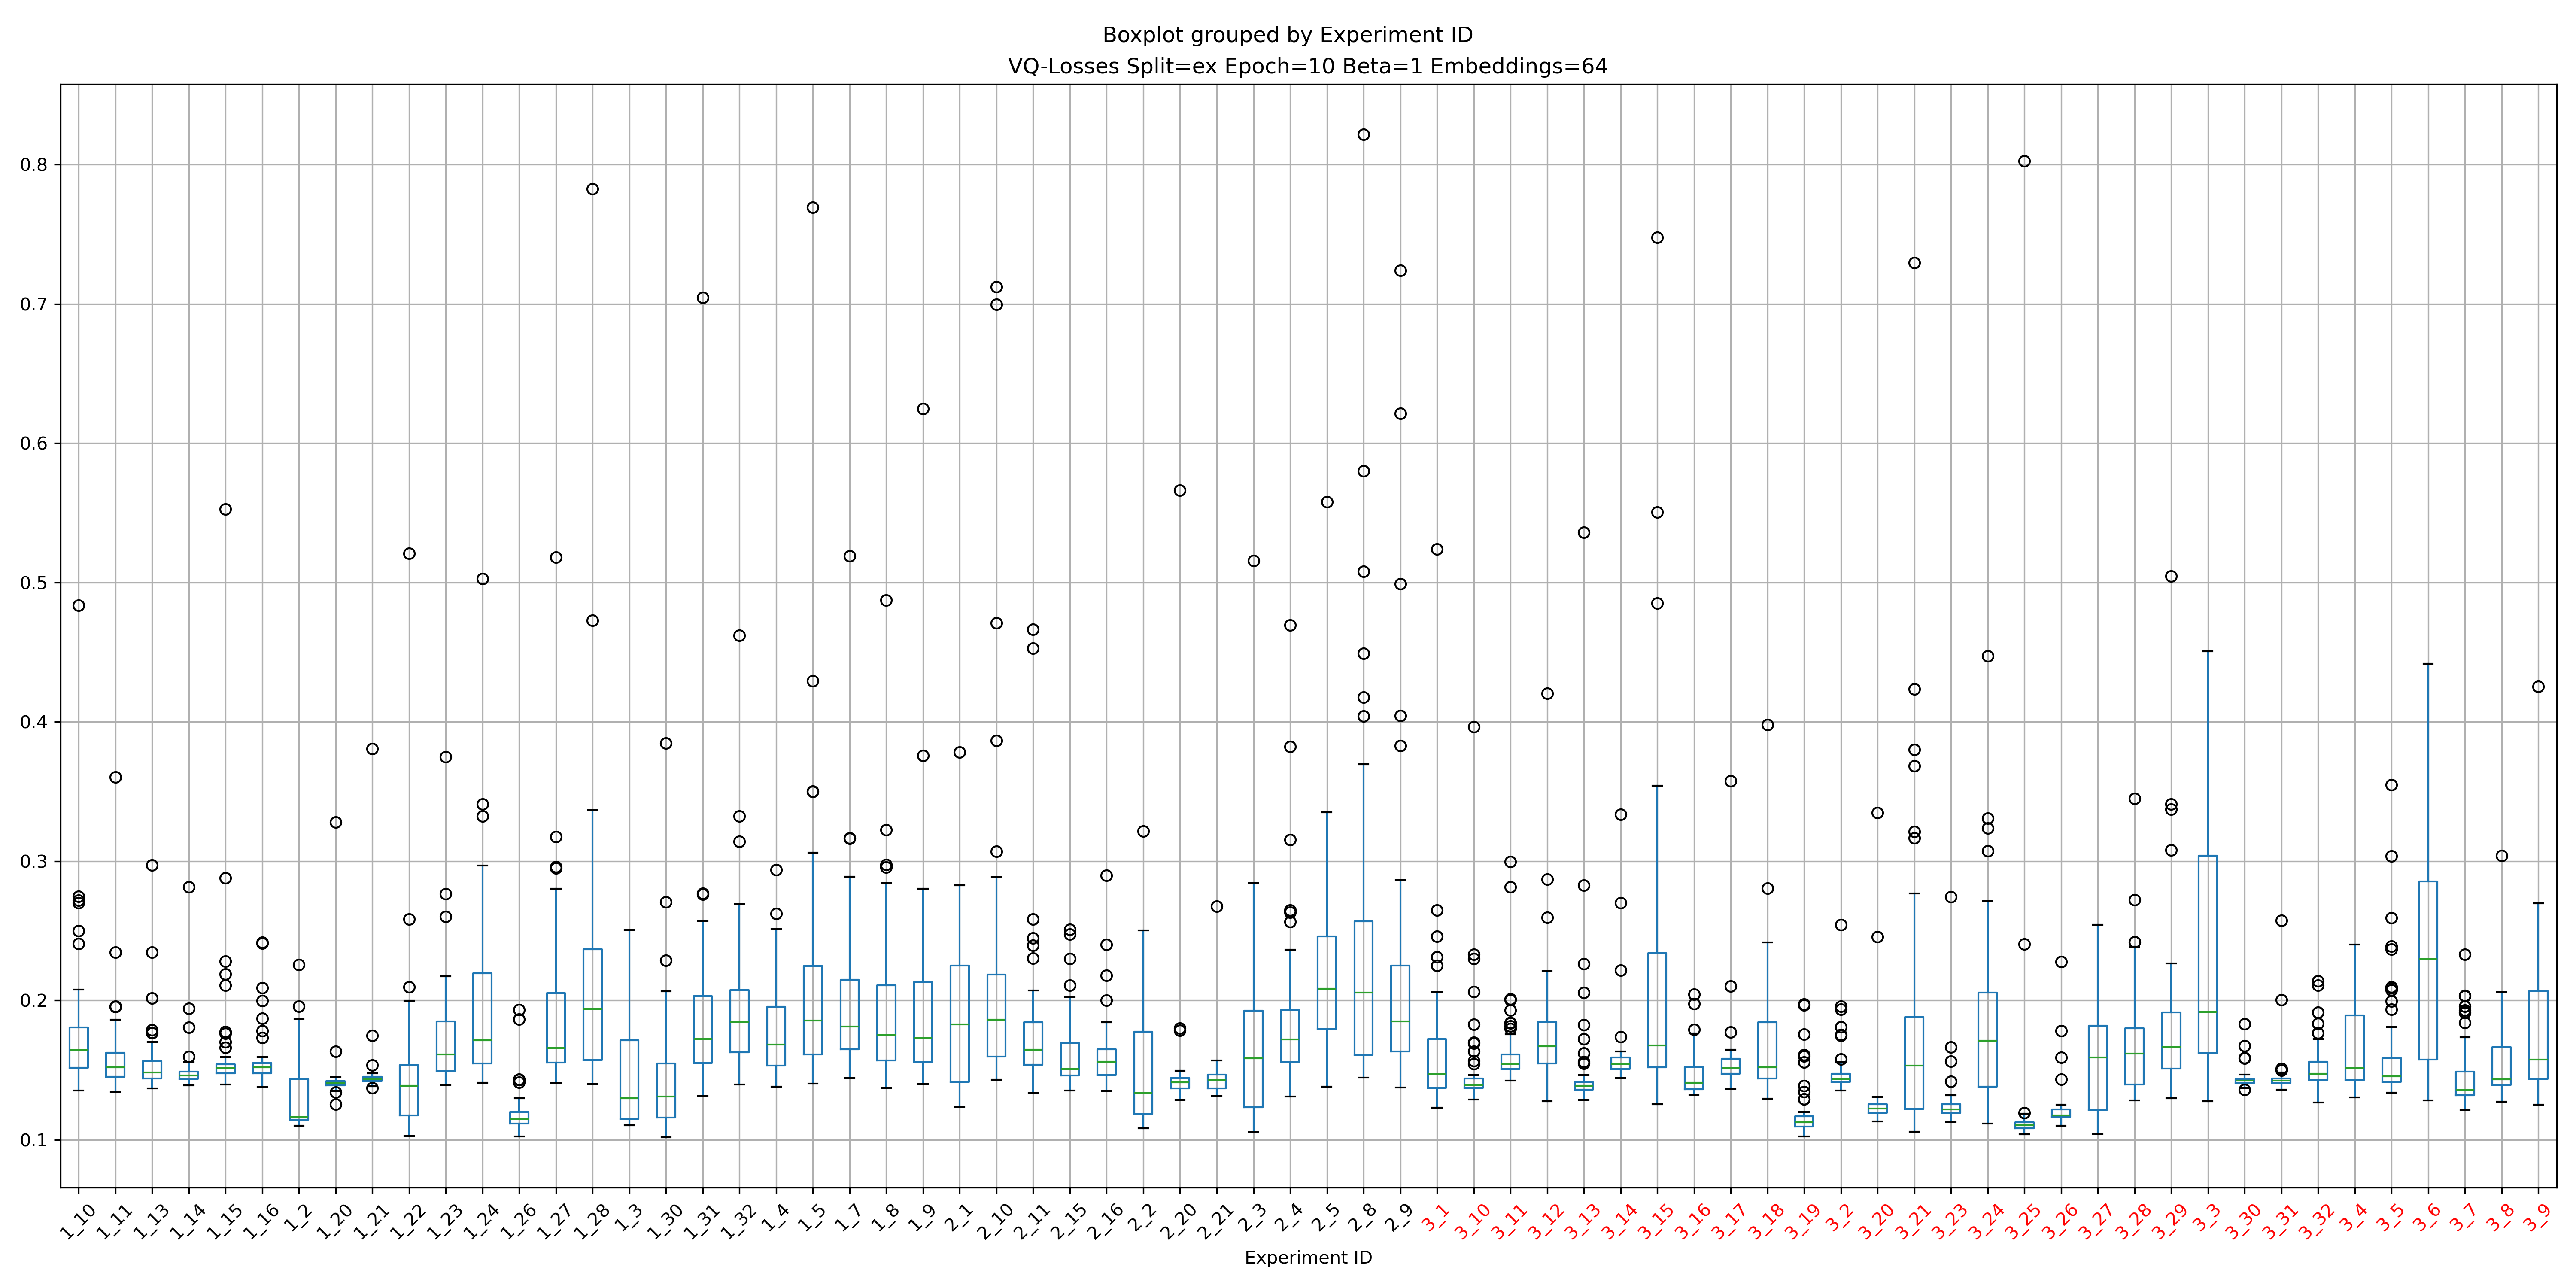 Boxplot grouped by Experiment ID
VQ-Losses Split=ex Epoch=10 Beta=1 Embeddings=64
0.8
0.7
0.6
0.5
0.4
0.3
0.2
0.1
1_10 1_11 1_13 1_14 1_15 1_16 1_2 1_20 1_21 1_22 1_23 1_24 1_26 1_27 1_28 1_3 1_30 1_31 1_32 1_4 1_5 1_7 1_8 1_9 2_1 2_10 2_11 2_15 2_16 2_2 2_20 2_21 2_3 2_4 2_5 2_8 2_9 3_1 3_10 3_11 3_12 3_13 3_14 3_15 3_16 3_17 3_18 3_19 3_2 3_20 3_21 3_23 3_24 3_25 3_26 3_27 3_28 3_29 3_3 3_30 3_31 3_32 3_4 3_5 3_6 3_7 3_8 3_9
Experiment ID